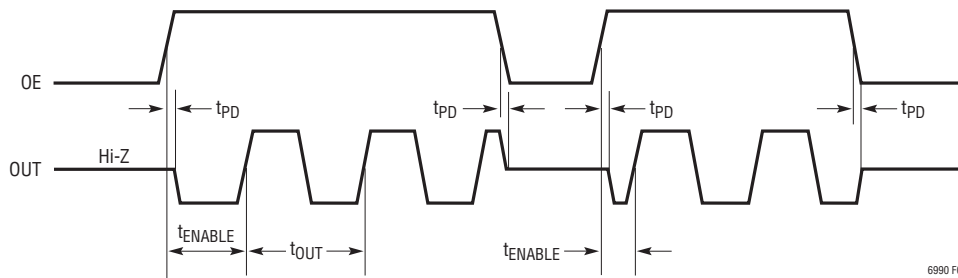 OE
tPD
tPD
tPD
tPD
OUT
Hi-Z
tENABLE
tOUT
tENABLE